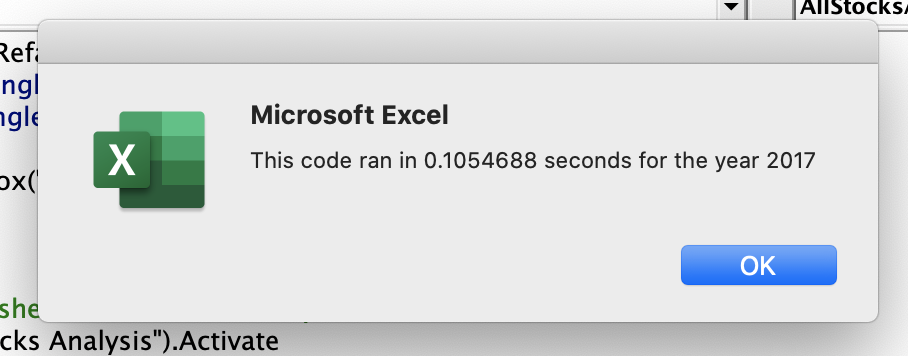 AllStocks
Refa
ngl
ngle
ox("
Microsoft Excel
X
This code ran in 0.1054688 seconds for the year 2017
OK
she
cks Analysis").Activate